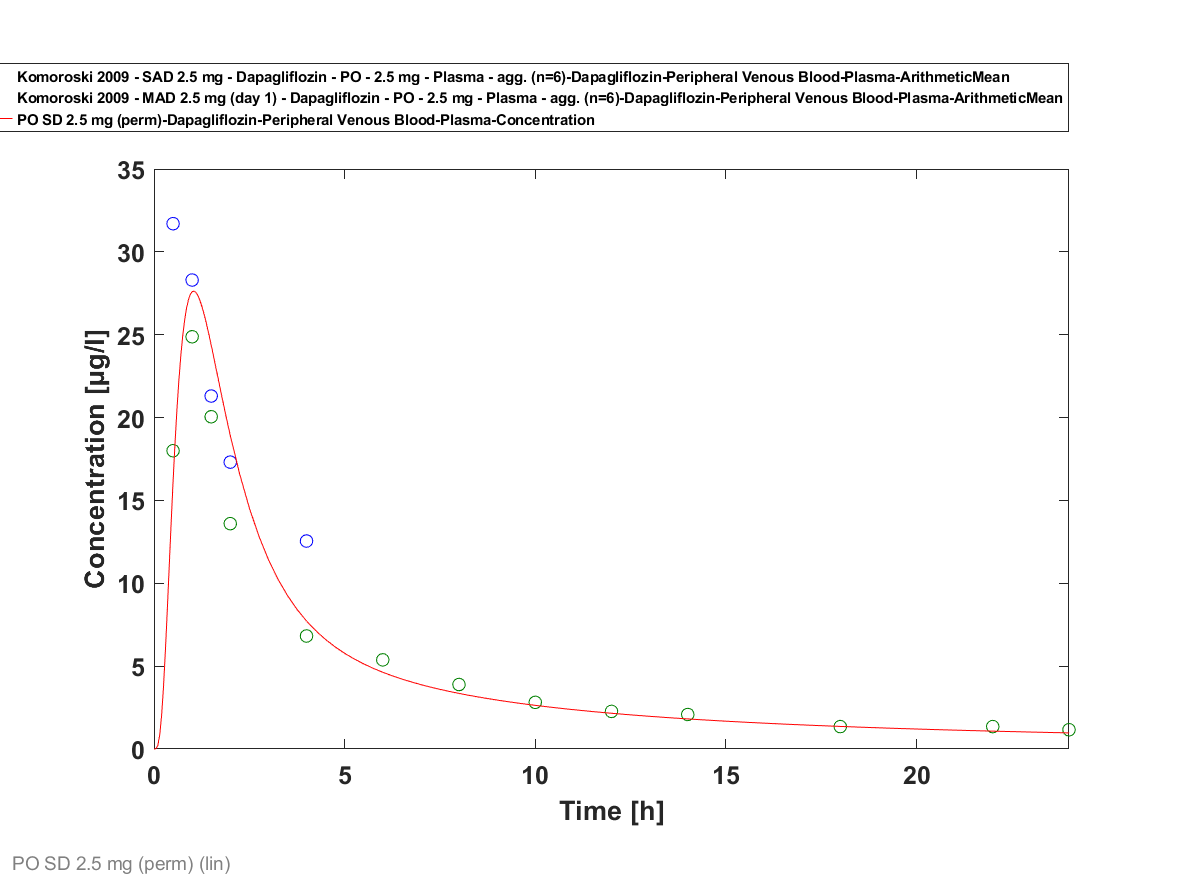 Komoroski 2009 - SAD 2.5 mg - Dapagliflozin - PO - 2.5 mg - Plasma - agg. (n=6)-Dapagliflozin-Peripheral Venous Blood-Plasma-ArithmeticMean
Komoroski 2009 - MAD 2.5 mg (day 1) - Dapagliflozin - PO - 2.5 mg - Plasma - agg. (n=6)-Dapagliflozin-Peripheral Venous Blood-Plasma-ArithmeticMean
PO SD 2.5 mg (perm)-Dapagliflozin-Peripheral Venous Blood-Plasma-Concentration
35
30
25
20
15
10
5
0
Concentration [µg/l]
0 5 10 15 20
Time [h]
PO SD 2.5 mg (perm) (lin)